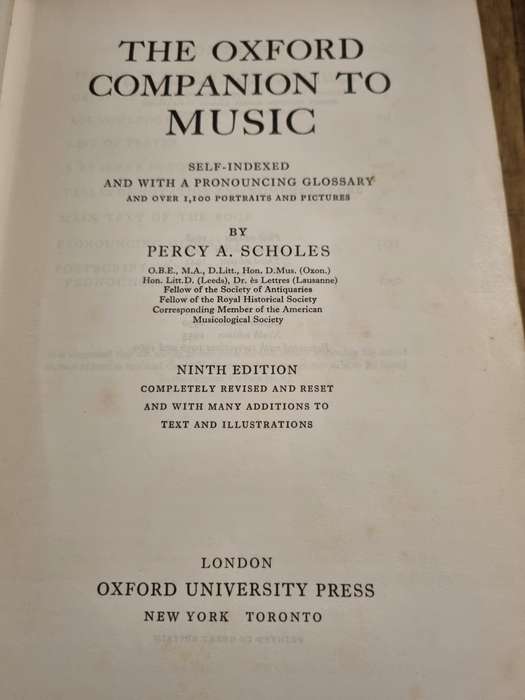 THE OXFORD
COMPANION TO
MUSIC
SELF-INDEXED
AND WITH A PRONOUNCING GLOSSARY
AND OVER 1,100 PORTRAITS AND PICTURES
BY
PERCY A. SCHOLES
O.B.E., M.A., D.Litt., Hon. D.Mus. (Oxon.)
Hon. Litt.D. (Leeds), Dr. ès Lettres (Lausanne)
Fellow of the Society of Antiquaries
Fellow of the Royal Historical Society
Corresponding Member of the American
Musicological Society
NINTH EDITION
COMPLETELY REVISED AND RESET
AND WITH MANY ADDITIONS TO
TEXT AND ILLUSTRATIONS
LONDON
OXFORD UNIVERSITY PRESS
NEW YORK TORONTO